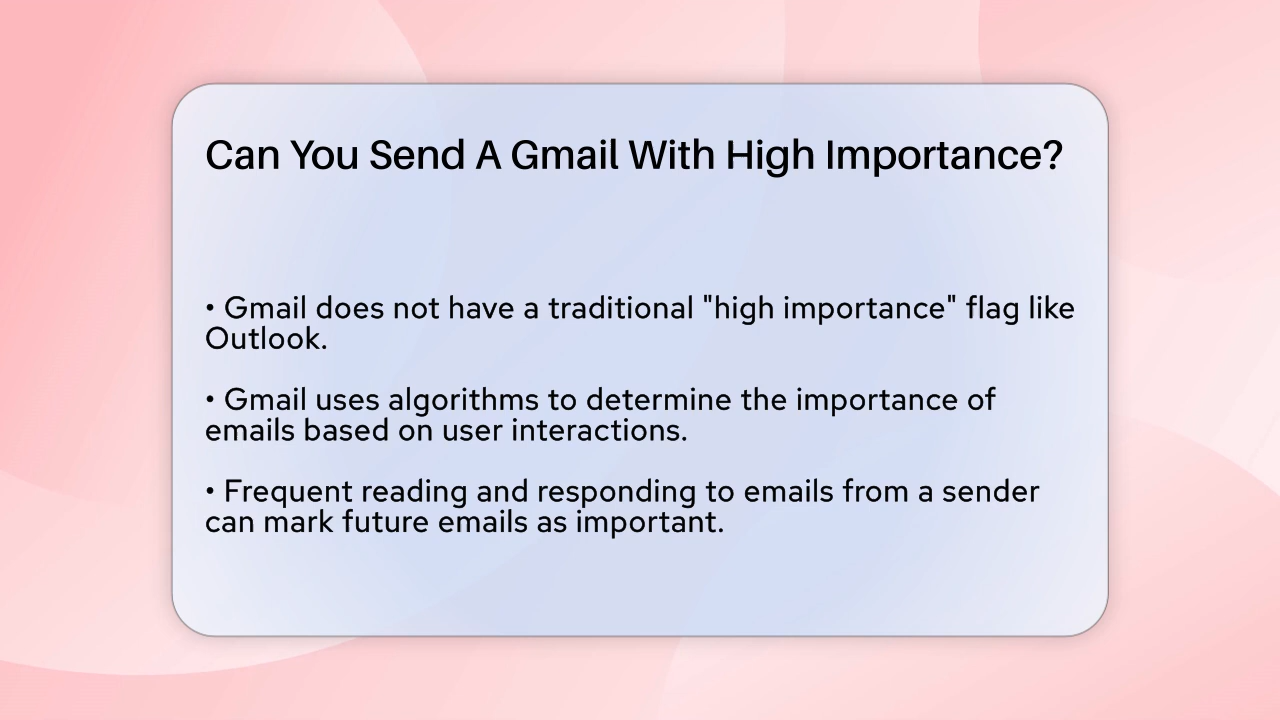 Can You Send A Gmail With High Importance?
• Gmail does not have a traditional "high importance" flag like
Outlook.
• Gmail uses algorithms to determine the importance of
emails based on user interactions.
• Frequent reading and responding to emails from a sender
can mark future emails as important.